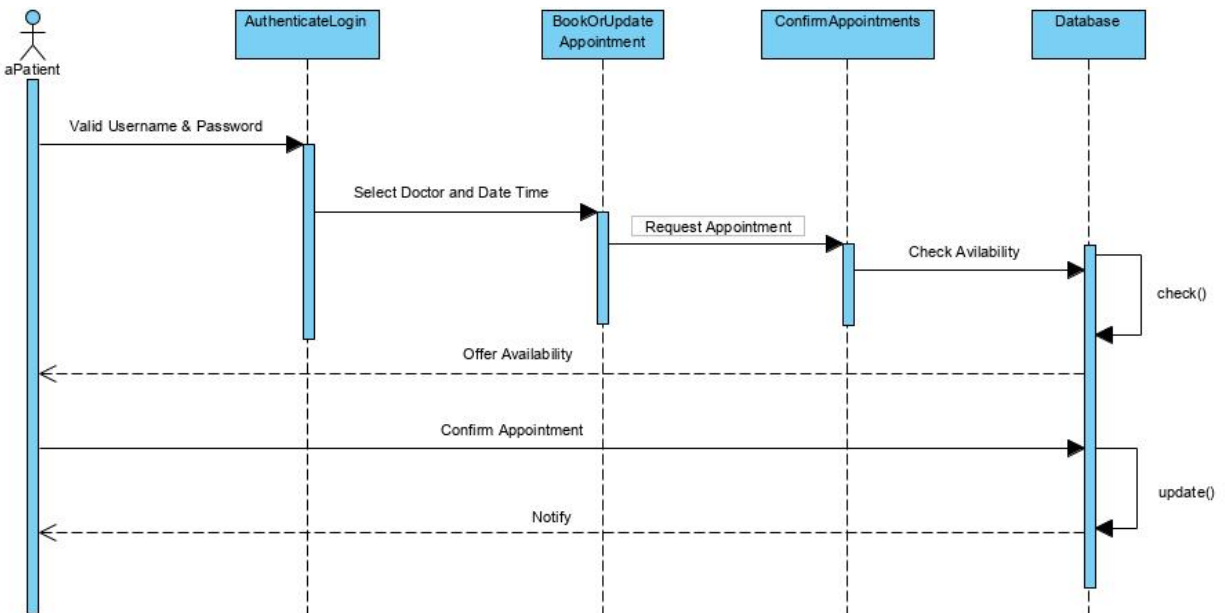 AuthenticateLogin
BookOrUpdate
Appointment
ConfirmAppointments
Database
aPatient
Valid Username & Password
Select Doctor and Date Time
Request Appointment
Check Avilability
check()
Offer Availability
Confirm Appointment
update()
Notify